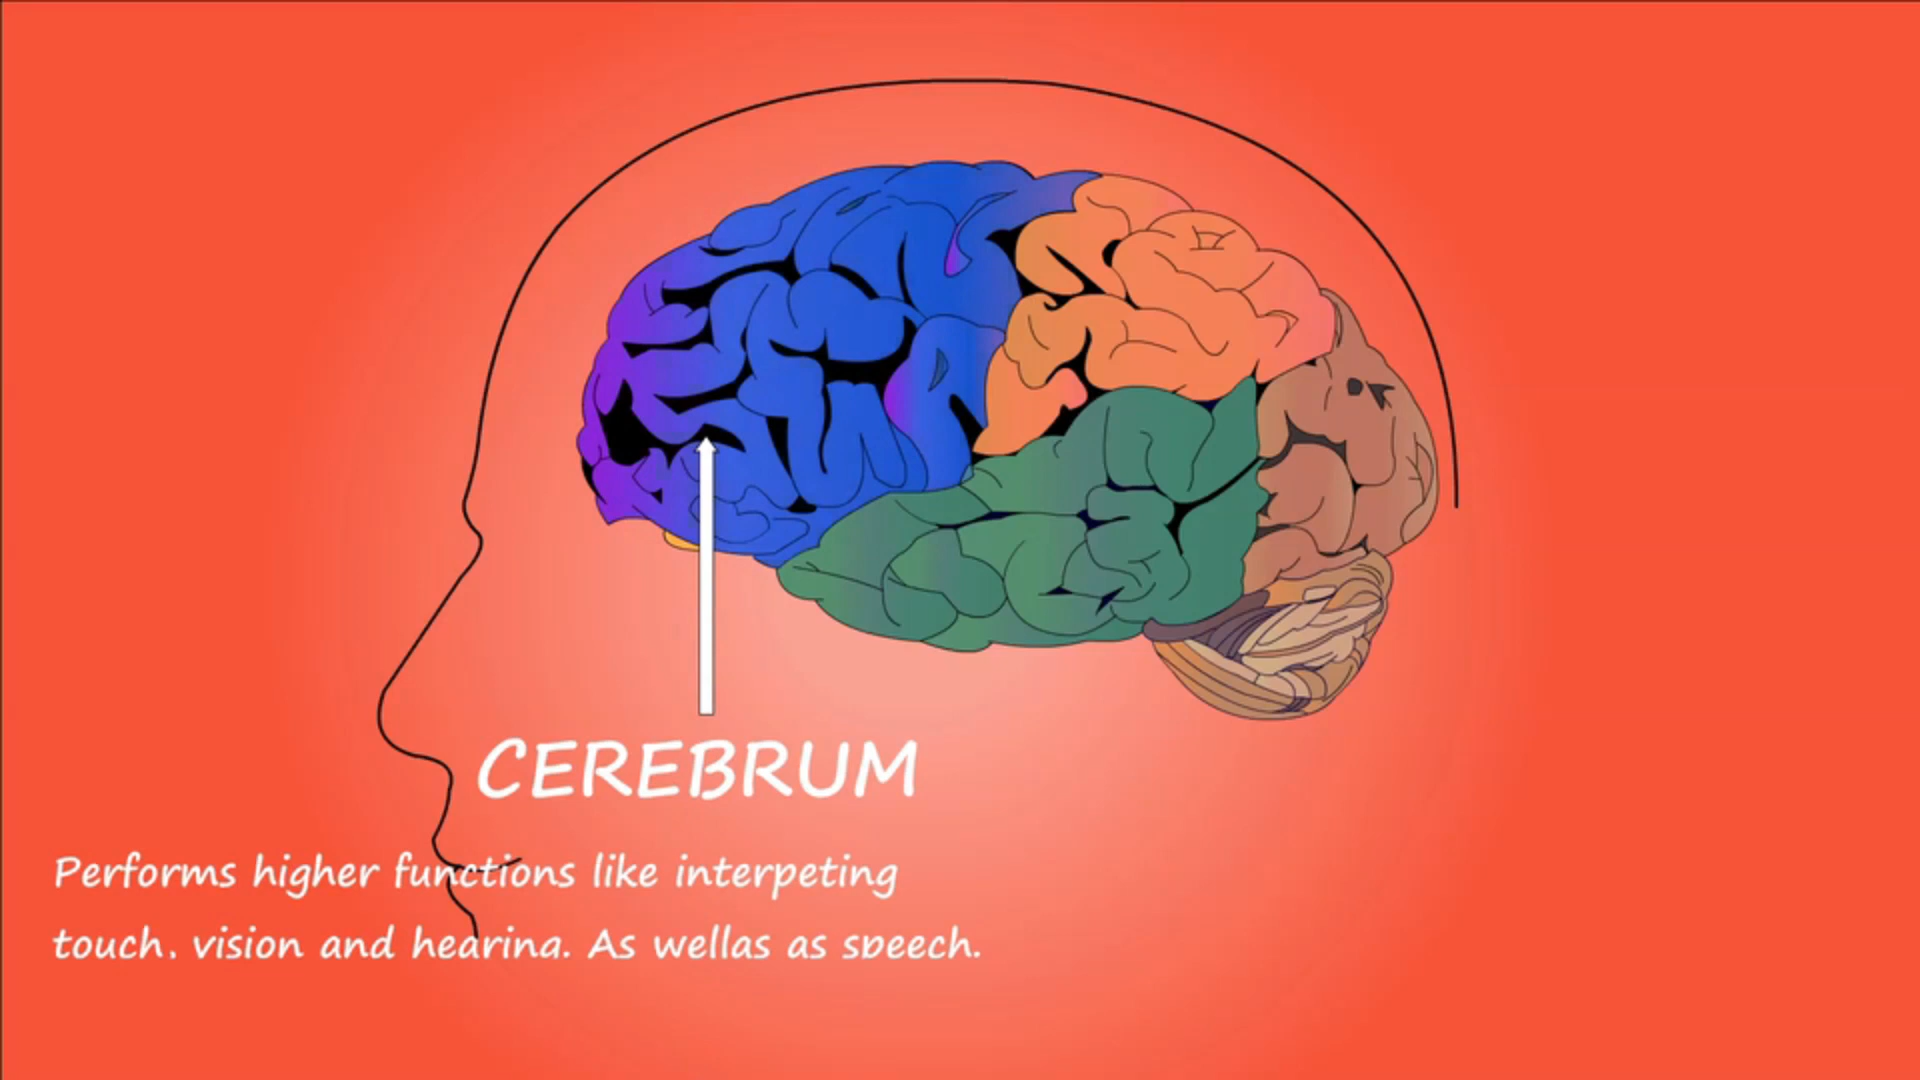 CEREBRUM
Performs higher functions like interpeting
touch, vision and hearing. As wellas as speech.